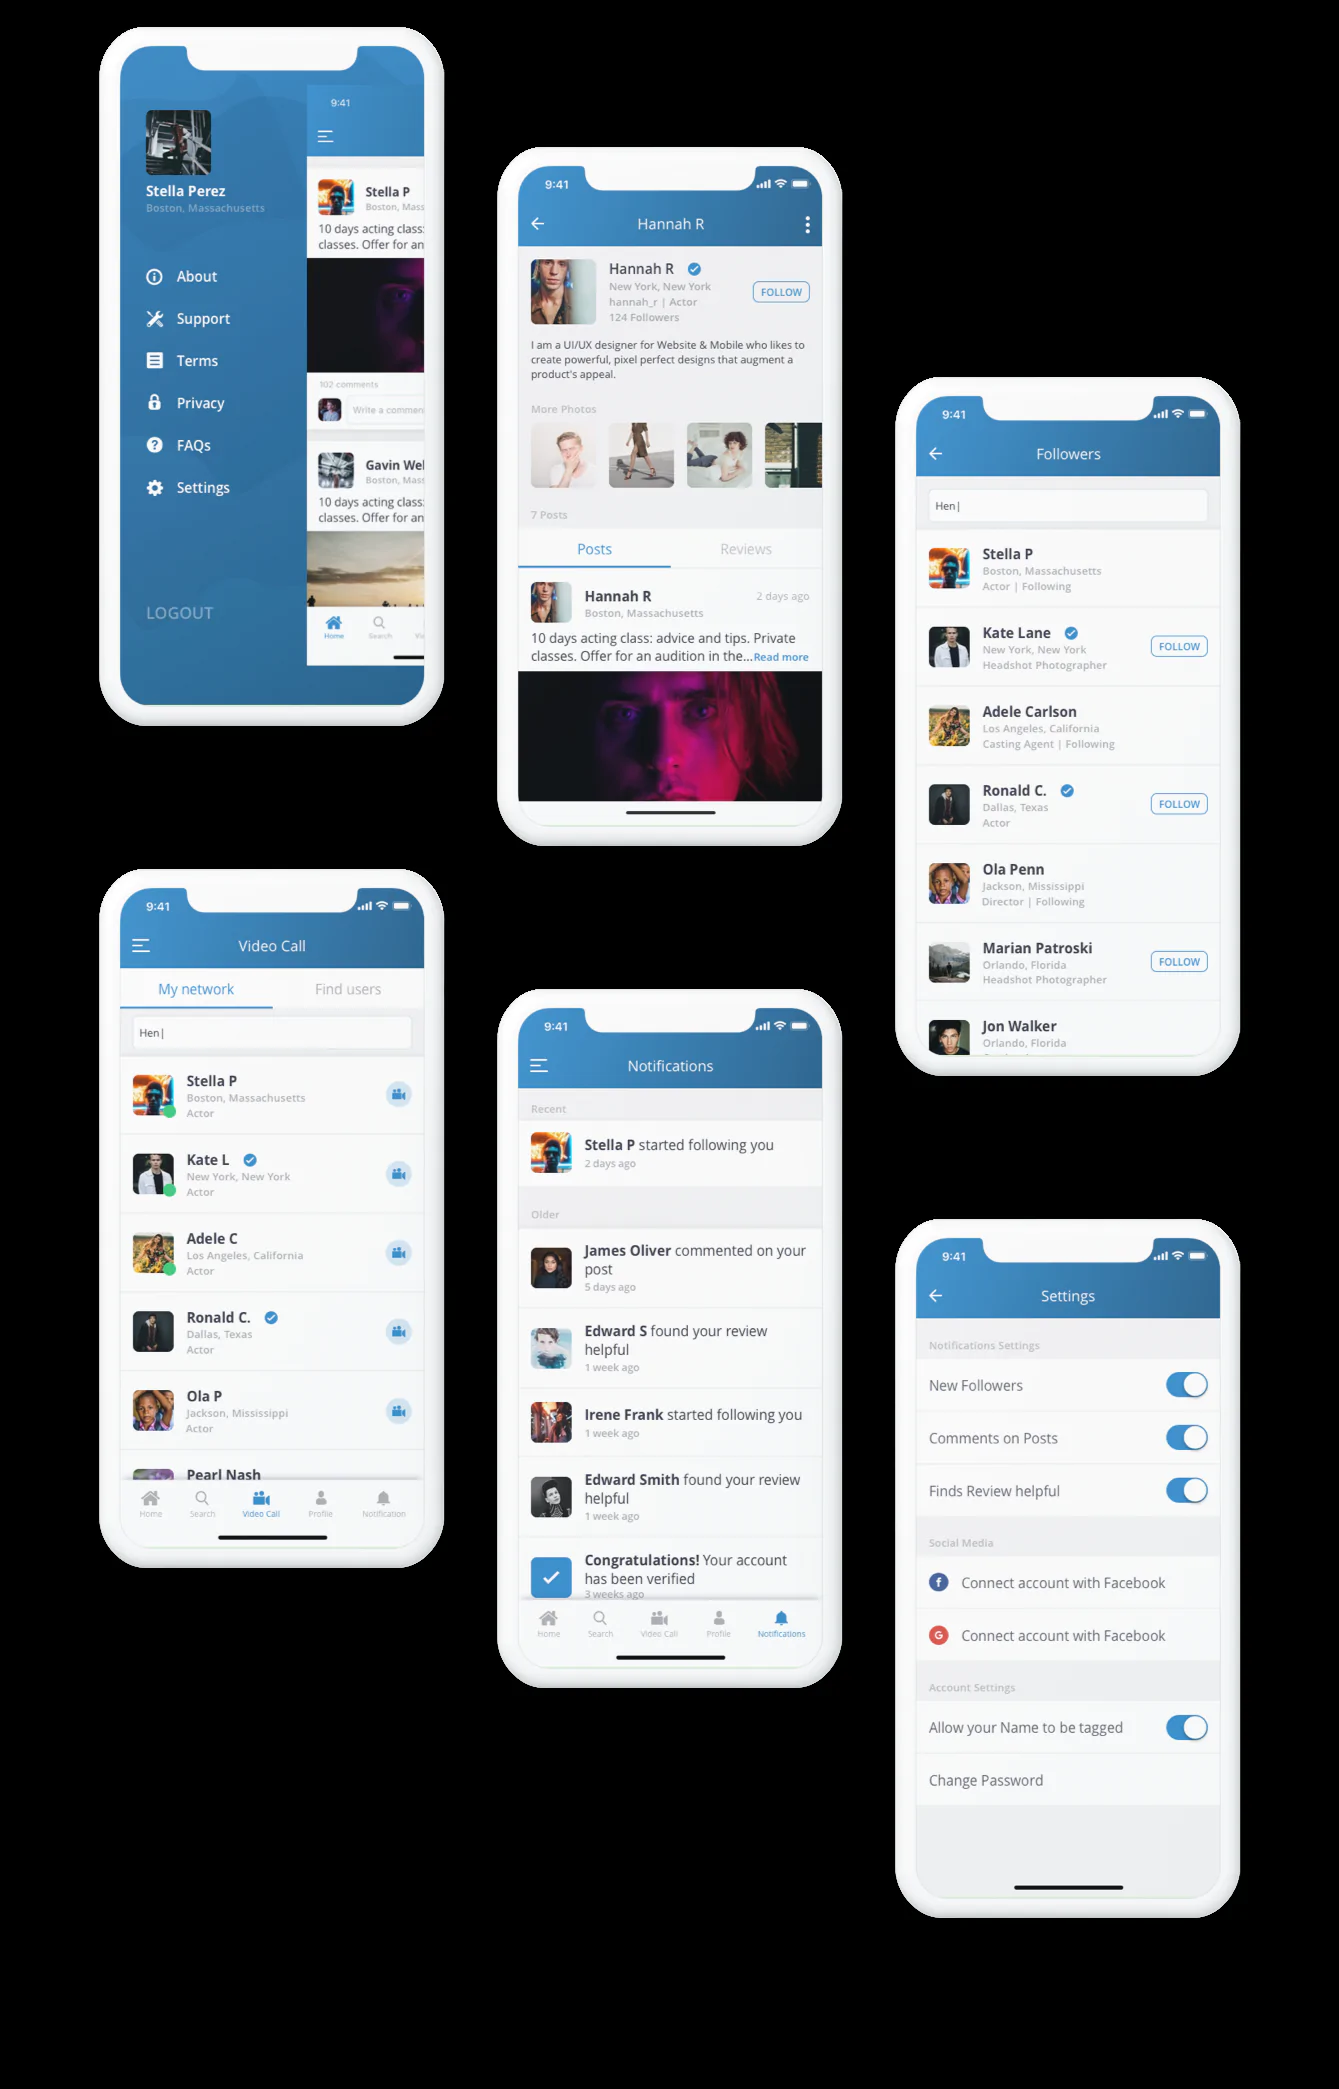 Stella Perez
Boston, Massachusetts
About
Support
Terms
Privacy
FAQs
Settings
LOGOUT
9:41
Stella P
Boston, Mass
10 days acting class:
classes. Offer for an
102 comments
Write a commen
Gavin Wel
Boston, Mass
10 days acting class:
classes. Offer for an
Home
Search
9:41
Hannah R
Hannah R
New York, New York
FOLLOW
hannah_r | Actor
124 Followers
I am a UI/UX designer for Website & Mobile who likes to
create powerful, pixel perfect designs that augment a
product's appeal.
More Photos
7 Posts
Posts Reviews
Hannah R 2 days ago
Boston, Massachusetts
10 days acting class: advice and tips. Private
classes. Offer for an audition in the...Read more
9:41
Followers
Hen|
Stella P
Boston, Massachusetts
Actor | Following
Kate Lane
New York, New York
FOLLOW
Headshot Photographer
Adele Carlson
Los Angeles, California
Casting Agent | Following
Ronald C.
Dallas, Texas
FOLLOW
Actor
Ola Penn
Jackson, Mississippi
Director | Following
Marian Patroski
Orlando, Florida
FOLLOW
Headshot Photographer
Jon Walker
Orlando, Florida
9:41
Video Call
My network Find users
Hen|
Stella P
Boston, Massachusetts
Actor
Kate L
New York, New York
Actor
Adele C
Los Angeles, California
Actor
Ronald C.
Dallas, Texas
Actor
Ola P
Jackson, Mississippi
Actor
Pearl Nash
Home Search Video Call Profile Notification
9:41
Notifications
Recent
Stella P started following you
2 days ago
Older
James Oliver commented on your
post
5 days ago
Edward S found your review
helpful
1 week ago
Irene Frank started following you
1 week ago
Edward Smith found your review
helpful
1 week ago
Congratulations! Your account
has been verified
3 weeks ago
Home Search Video Call Profile Notifications
9:41
Settings
Notifications Settings
New Followers
Comments on Posts
Finds Review helpful
Social Media
f Connect account with Facebook
G Connect account with Facebook
Account Settings
Allow your Name to be tagged
Change Password